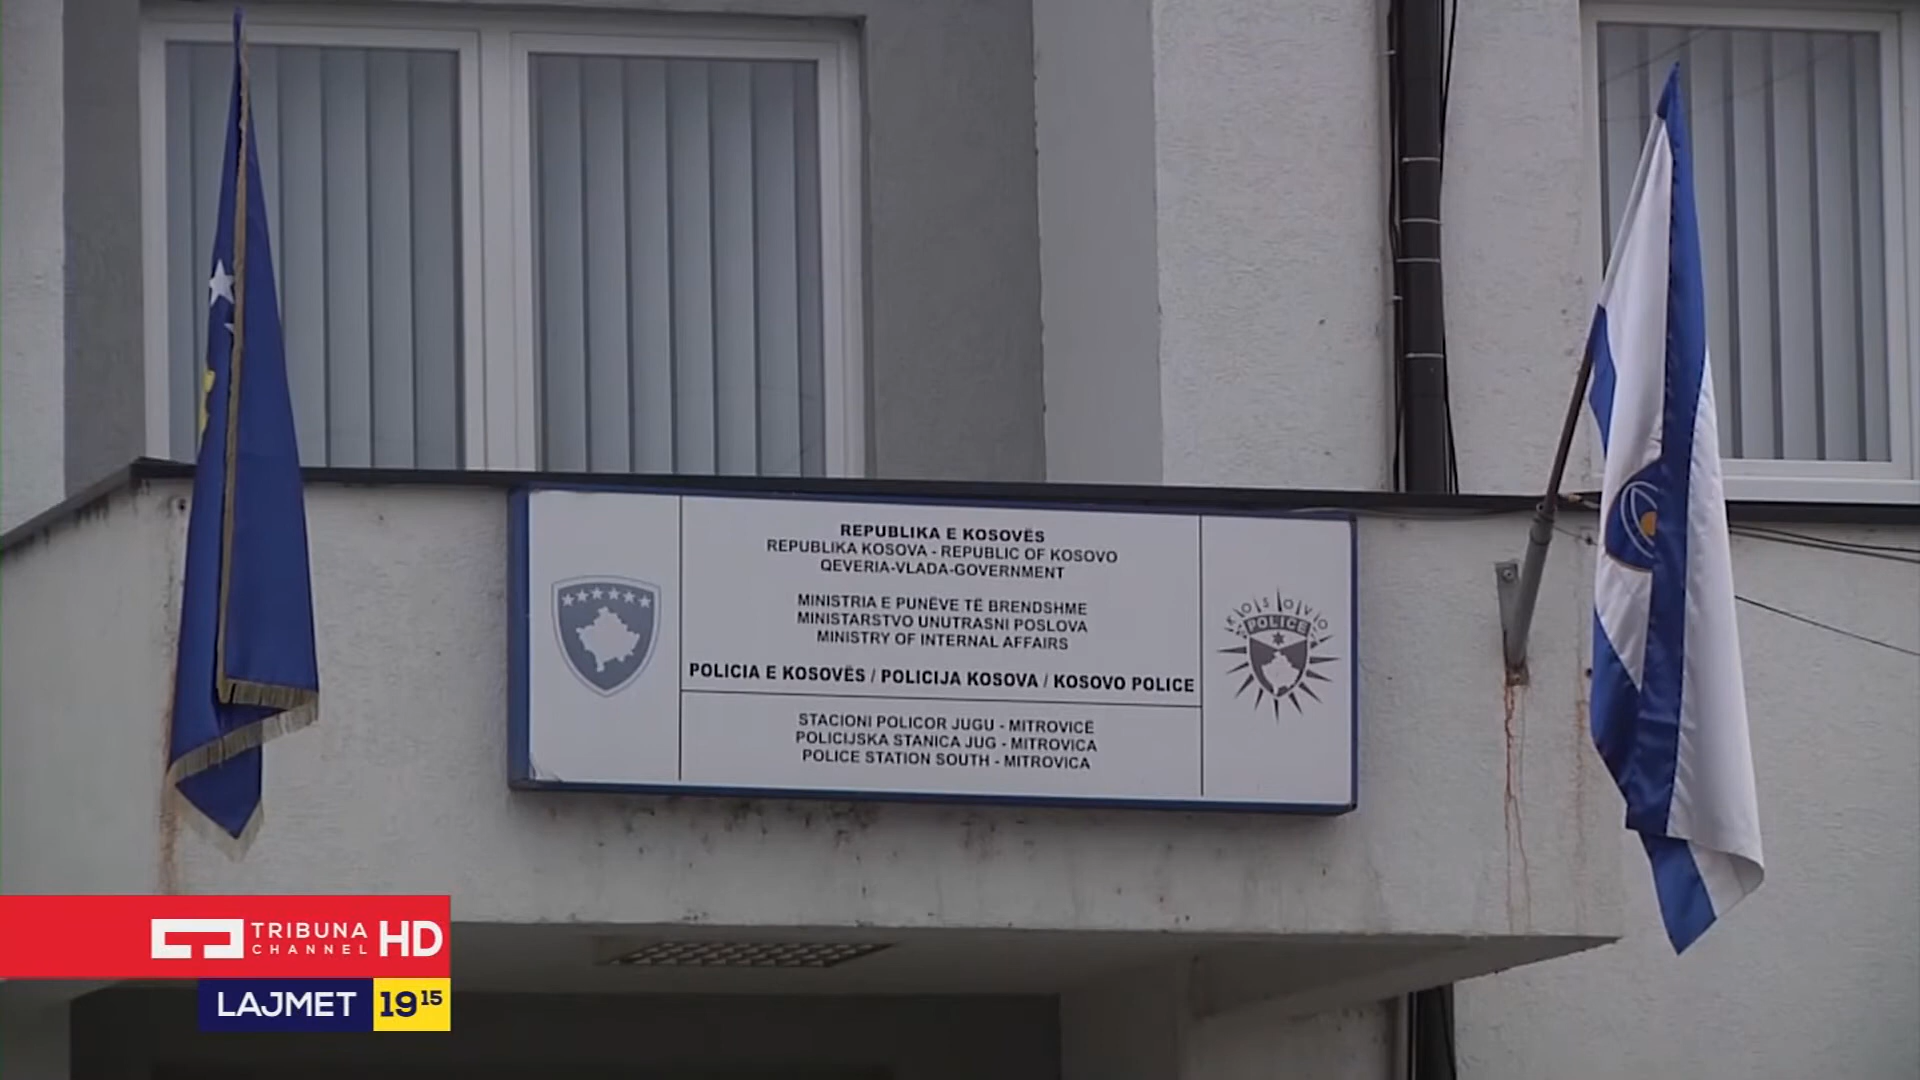 REPUBLIKA E KOSOVËS
REPUBLIKA KOSOVA - REPUBLIC OF KOSOVO
QEVERIA-VLADA-GOVERNMENT
MINISTRIA E PUNËVE TË BRENDSHME
MINISTARSTVO UNUTRASNI POSLOVA
MINISTRY OF INTERNAL AFFAIRS
POLICIA E KOSOVËS / POLICIJA KOSOVA / KOSOVO POLICE
STACIONI POLICOR JUGU - MITROVICË
POLICIJSKA STANICA JUG - MITROVICA
POLICE STATION SOUTH - MITROVICA
KOSOVO
POLICE
TRIBUNA
CHANNEL
HD
LAJMET 19 15